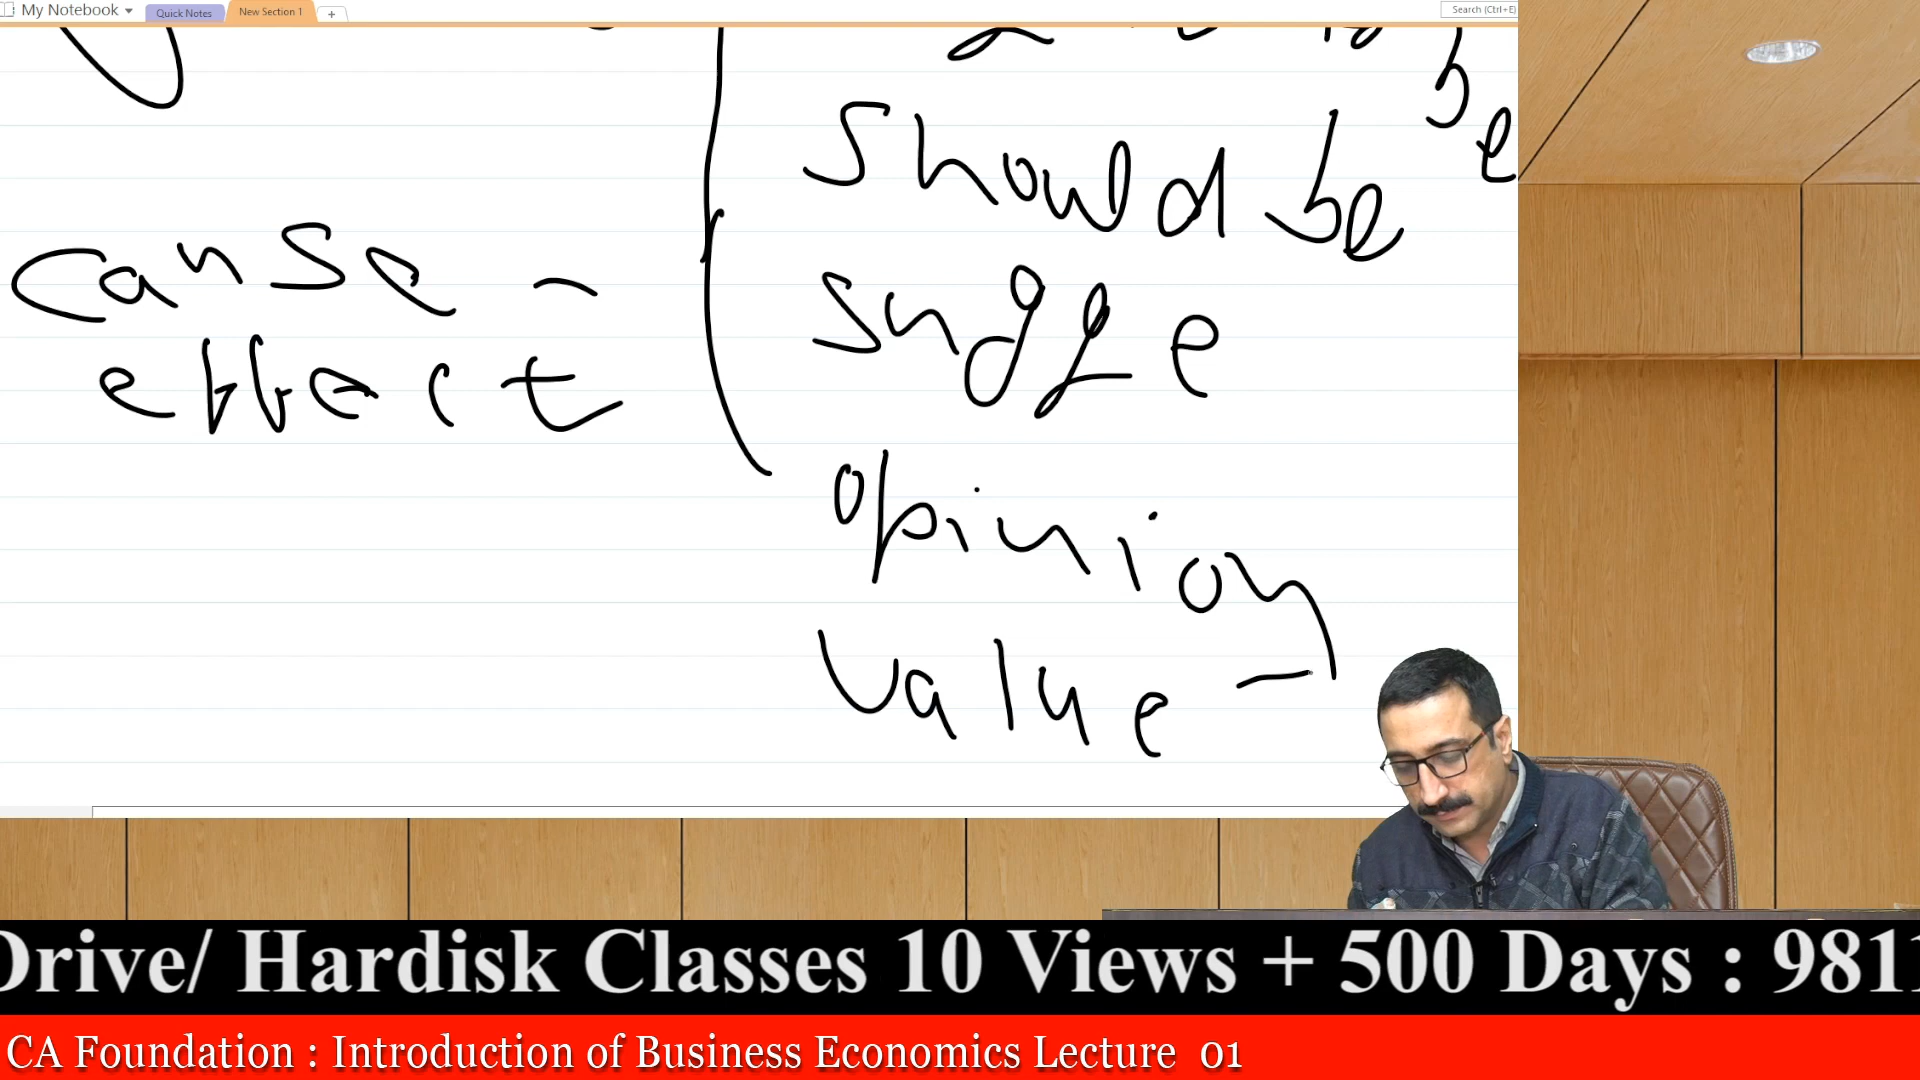 My Notebook
Quick Notes
New Section 1
Search (Ctrl+E)
be
should be
cause -
effect
opinion
value -
Drive/ Hardisk Classes 10 Views + 500 Days : 981
CA Foundation : Introduction of Business Economics Lecture 01